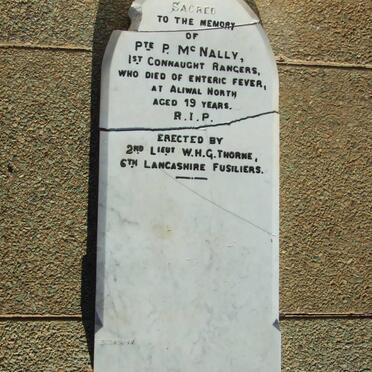 SACRED
TO THE MEMORY
OF
PTE P. MCNALLY,
1ST CONNAUGHT RANGERS,
WHO DIED OF ENTERIC FEVER,
AT ALIWAL NORTH
AGED 19 YEARS.
R.I.P.
ERECTED BY
2ND LIEUT W.H.G. THORNE,
6TH LANCASHIRE FUSILIERS.